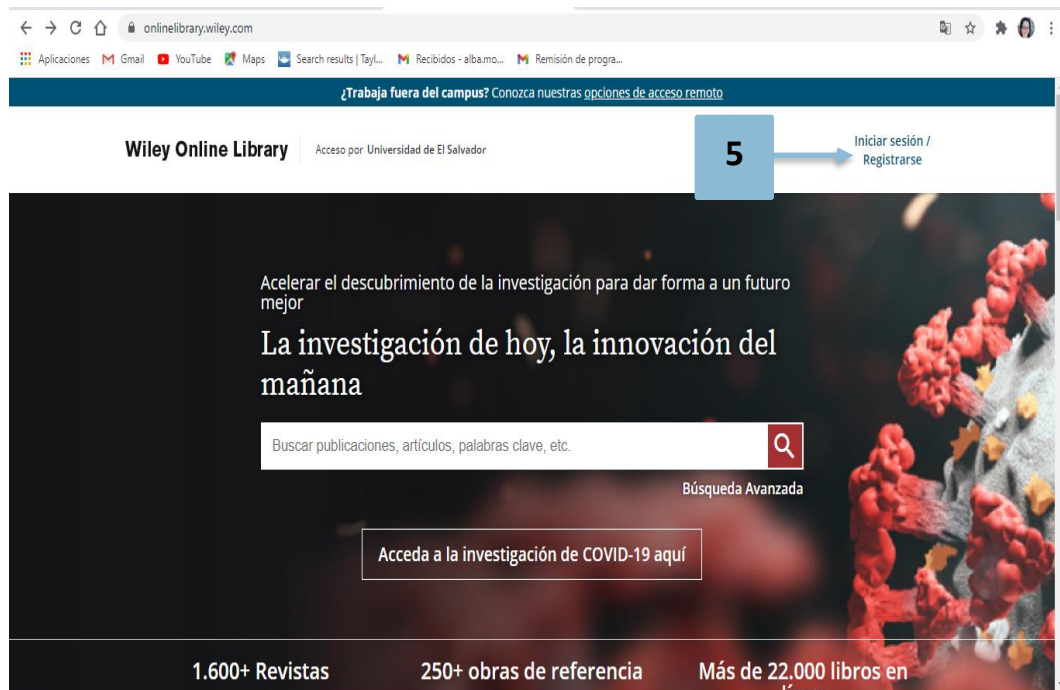 onlinelibrary.wiley.com
Aplicaciones Gmail YouTube Maps Search results | Tayl... Recibidos - alba.mo... Remisión de progra...
¿Trabaja fuera del campus? Conozca nuestras opciones de acceso remoto
Wiley Online Library Acceso por Universidad de El Salvador
5
Iniciar sesión /
Registrarse
Acelerar el descubrimiento de la investigación para dar forma a un futuro
mejor
La investigación de hoy, la innovación del
mañana
Buscar publicaciones, artículos, palabras clave, etc.
Búsqueda Avanzada
Acceda a la investigación de COVID-19 aquí
1.600+ Revistas 250+ obras de referencia Más de 22.000 libros en